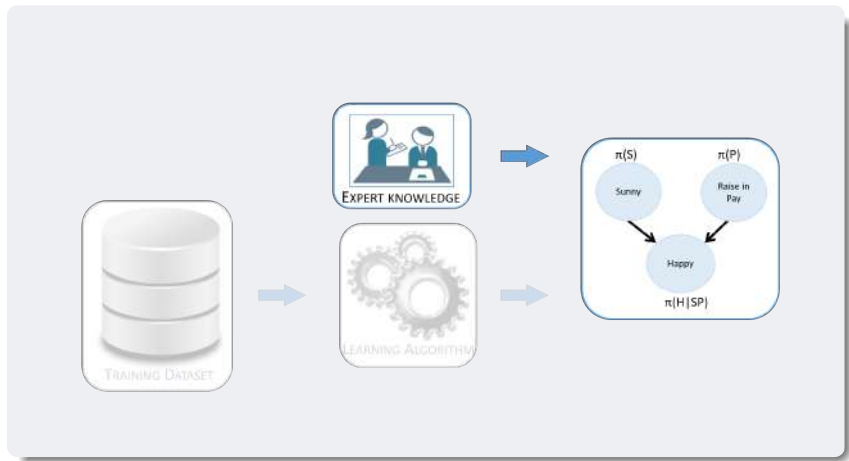 EXPERT KNOWLEDGE
TRAINING DATASET
LEARNING ALGORITHM
π(S)
π(P)
Sunny
Raise in
Pay
Happy
π(H|SP)